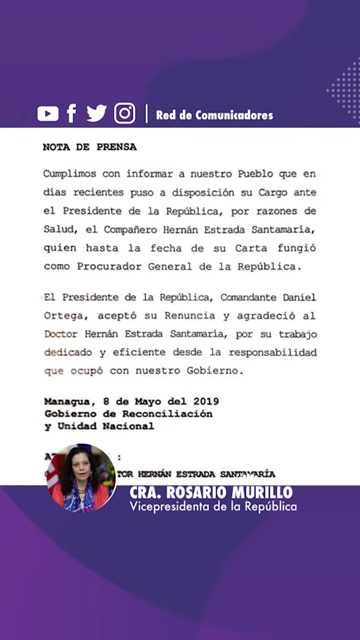 Red de Comunicadores
NOTA DE PRENSA
Cumplimos con informar a nuestro Pueblo que en
días recientes puso a disposición su Cargo ante
el Presidente de la República, por razones de
Salud, el Compañero Hernán Estrada Santamaría,
quien hasta la fecha de su Carta fungió
como Procurador General de la República.
El Presidente de la República, Comandante Daniel
Ortega, aceptó su Renuncia y agradeció al
Doctor Hernán Estrada Santamaría, por su trabajo
dedicado y eficiente desde la responsabilidad
que ocupó con nuestro Gobierno.
Managua, 8 de Mayo del 2019
Gobierno de Reconciliación
y Unidad Nacional
HERNÁN ESTRADA SANTAMARÍA
CRA. ROSARIO MURILLO
Vicepresidenta de la República